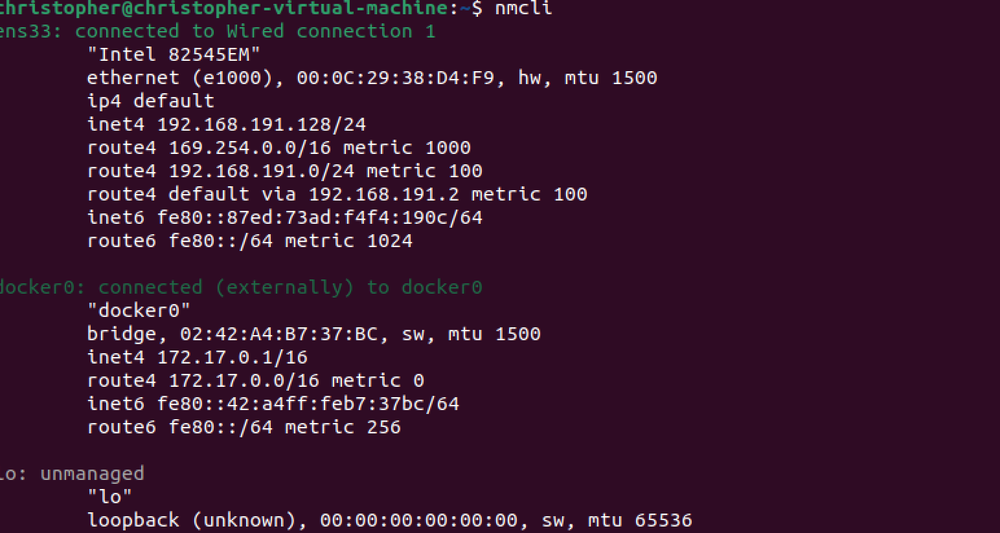 christopher@christopher-virtual-machine:~$ nmcli
ens33: connected to Wired connection 1
"Intel 82545EM"
ethernet (e1000), 00:0C:29:38:D4:F9, hw, mtu 1500
ip4 default
inet4 192.168.191.128/24
route4 169.254.0.0/16 metric 1000
route4 192.168.191.0/24 metric 100
route4 default via 192.168.191.2 metric 100
inet6 fe80::87ed:73ad:f4f4:190c/64
route6 fe80::/64 metric 1024
docker0: connected (externally) to docker0
"docker0"
bridge, 02:42:A4:B7:37:BC, sw, mtu 1500
inet4 172.17.0.1/16
route4 172.17.0.0/16 metric 0
inet6 fe80::42:a4ff:feb7:37bc/64
route6 fe80::/64 metric 256
lo: unmanaged
"lo"
loopback (unknown), 00:00:00:00:00:00, sw, mtu 65536